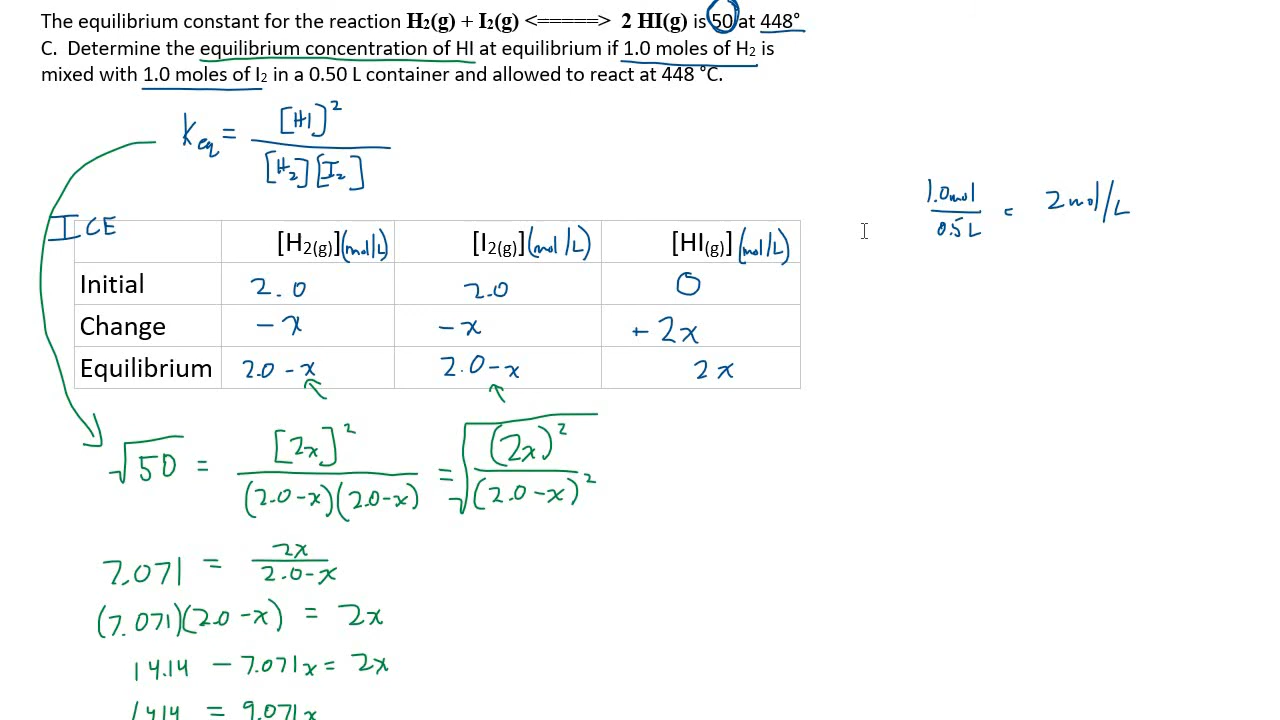 The equilibrium constant for the reaction H₂(g) + I₂(g) <=====> 2 HI(g) is 50 at 448°
C. Determine the equilibrium concentration of HI at equilibrium if 1.0 moles of H₂ is
mixed with 1.0 moles of I₂ in a 0.50 L container and allowed to react at 448 °C.
Keq = [HI]² / [H₂][I₂]
1.0mol / 0.5L = 2mol/L
ICE [H₂(g)](mol/L) [I₂(g)](mol/L) [HI(g)](mol/L)
Initial 2.0 2.0 0
Change -x -x +2x
Equilibrium 2.0-x 2.0-x 2x
√50 = [2x]² / (2.0-x)(2.0-x) = √((2x)² / (2.0-x)²)
7.071 = 2x / 2.0-x
(7.071)(2.0-x) = 2x
14.14 - 7.071x = 2x
14.14 = 9.071x